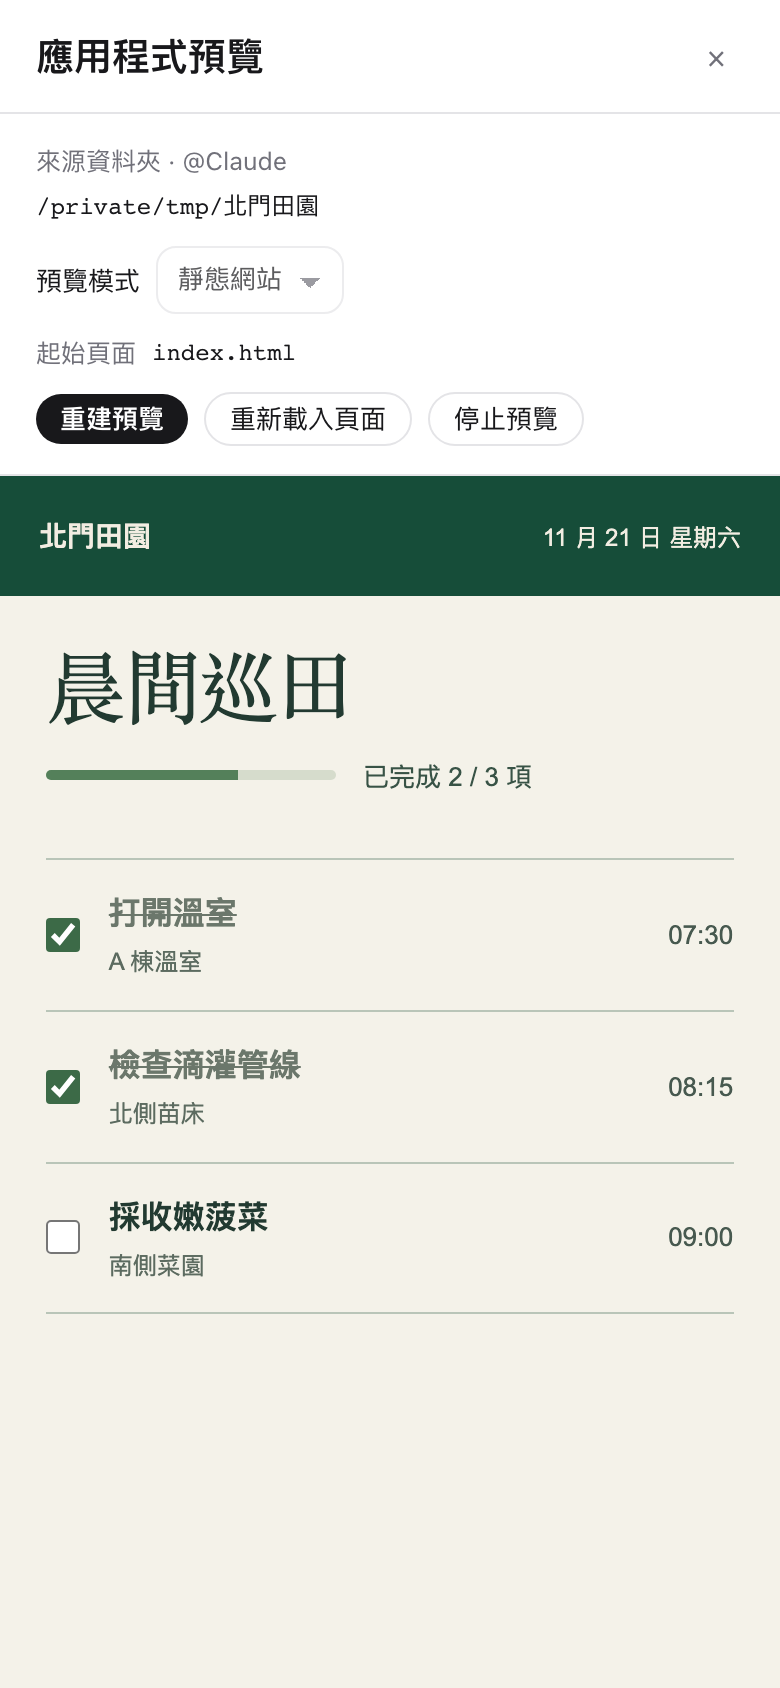 應用程式預覽
×
來源資料夾 · @Claude
/private/tmp/北門田園
預覽模式 靜態網站
起始頁面 index.html
重建預覽 重新載入頁面 停止預覽
北門田園 11 月 21 日 星期六
晨間巡田
已完成 2 / 3 項
打開溫室
A 棟溫室
07:30
檢查滴灌管線
北側苗床
08:15
採收嫩菠菜
南側菜園
09:00